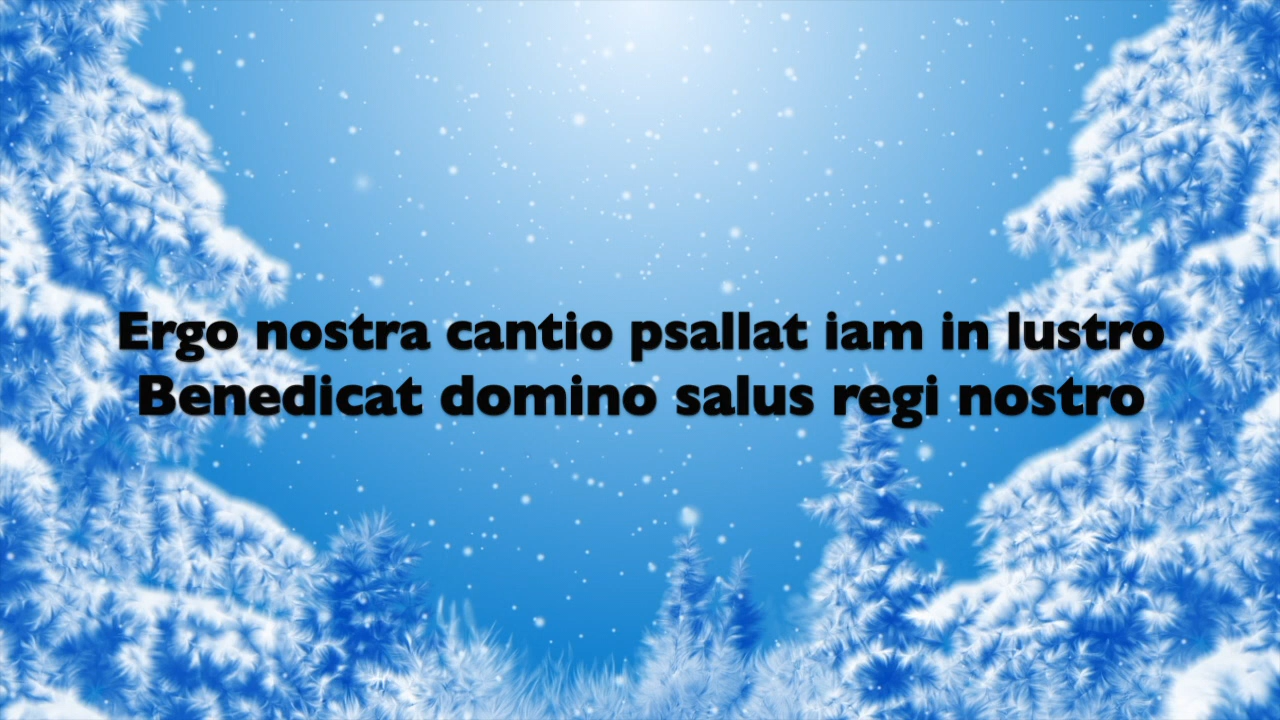 Ergo nostra cantio psallat iam in lustro
Benedicat domino salus regi nostro